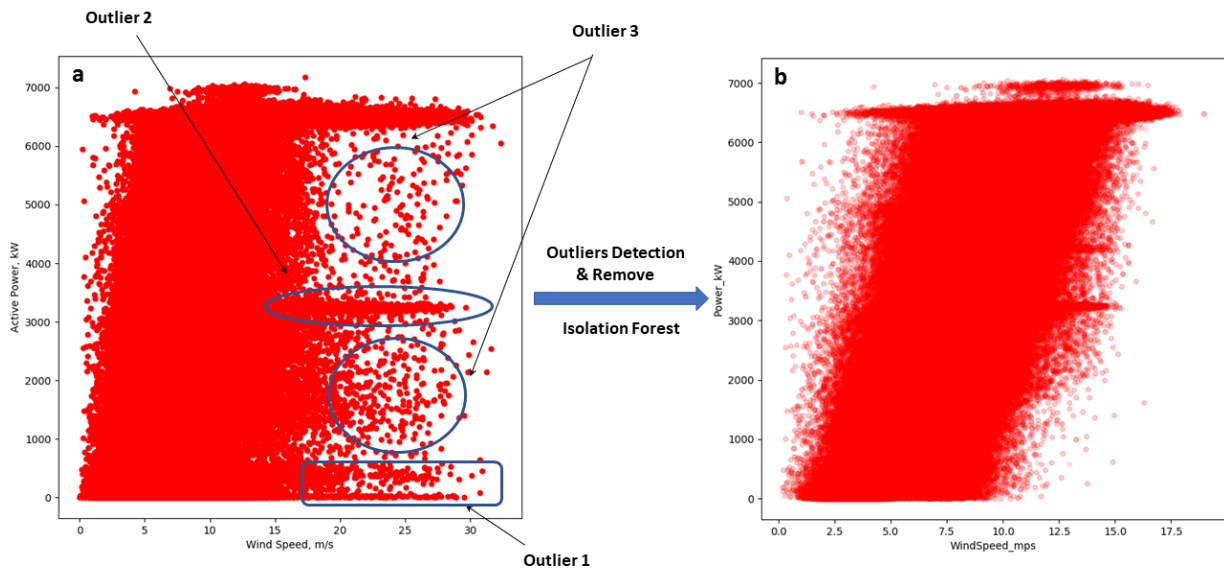 Outlier 2
Outlier 3
a
7000
6000
5000
4000
3000
2000
1000
0
Active Power, kW
0
5
10
15
20
25
30
Wind Speed, m/s
Outlier 1
Outliers Detection
& Remove
Isolation Forest
b
7000
6000
5000
4000
3000
2000
1000
0
Power_kW
0.0
2.5
5.0
7.5
10.0
12.5
15.0
17.5
WindSpeed_mps